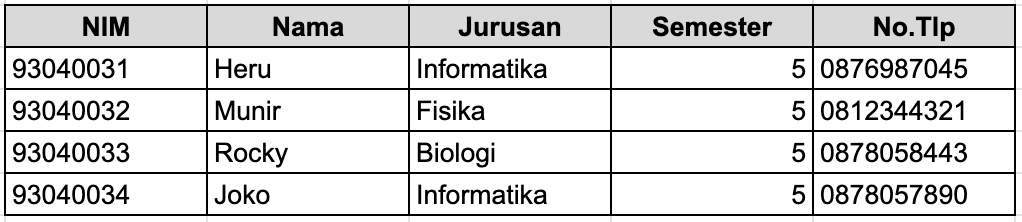 NIM Nama Jurusan Semester No.Tlp
93040031 Heru Informatika 5 0876987045
93040032 Munir Fisika 5 0812344321
93040033 Rocky Biologi 5 0878058443
93040034 Joko Informatika 5 0878057890